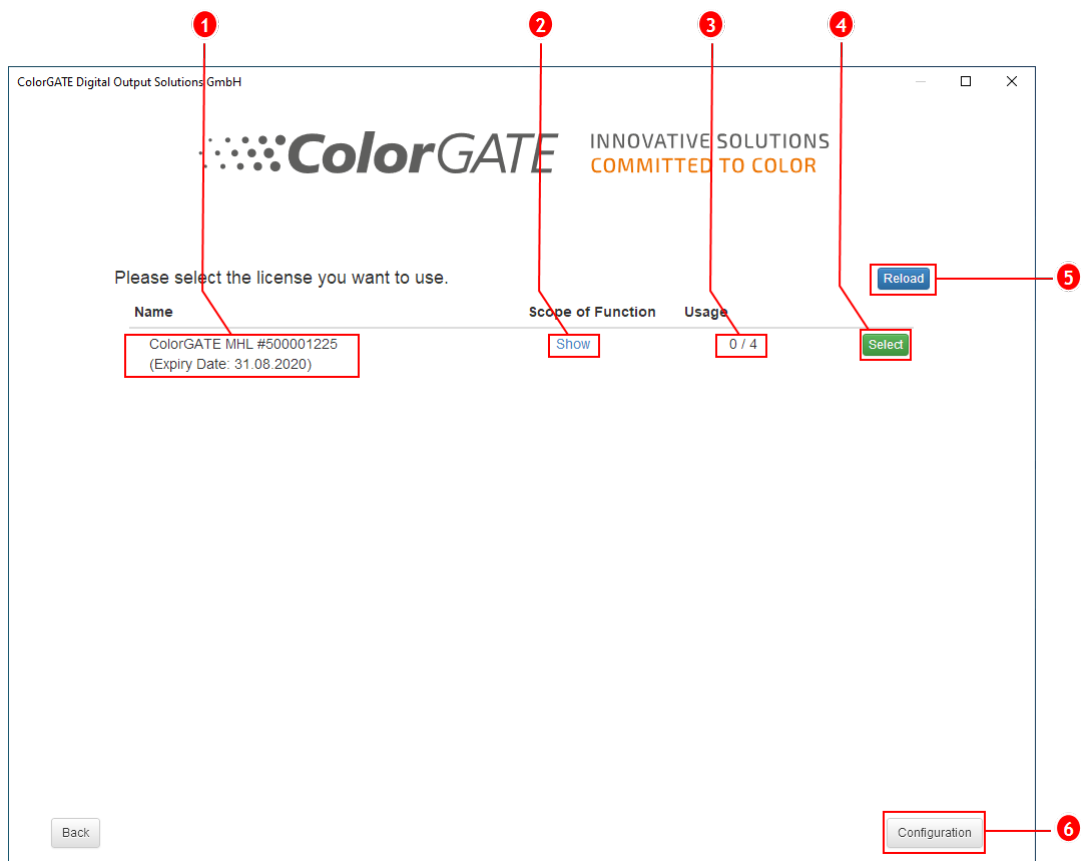 1 2 3 4
ColorGATE Digital Output Solutions GmbH
ColorGATE INNOVATIVE SOLUTIONS
COMMITTED TO COLOR
Please select the license you want to use. Reload 5
Name Scope of Function Usage
ColorGATE MHL #500001225 Show 0 / 4 Select
(Expiry Date: 31.08.2020)
Back Configuration 6